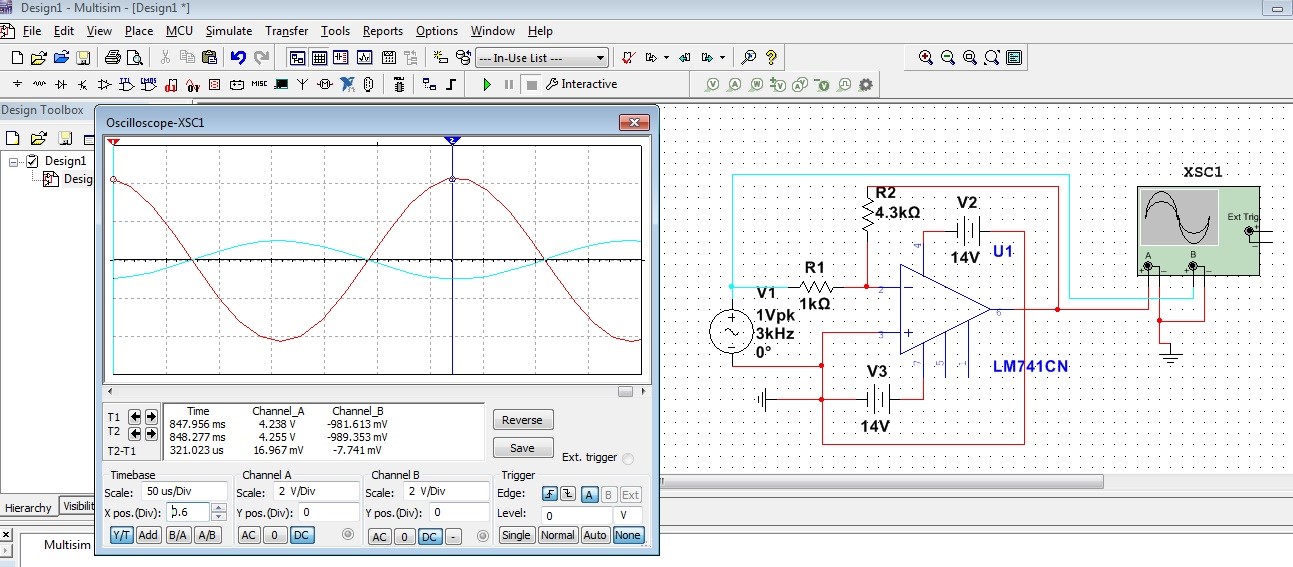 Design1 - Multisim - [Design1 *]
File Edit View Place MCU Simulate Transfer Tools Reports Options Window Help
--- In-Use List ---
MISC
Interactive
Design Toolbox
Design1
Desig
Hierarchy Visibilit
Multisim
Oscilloscope-XSC1
1 2
Time Channel_A Channel_B
T1 847.956 ms 4.238 V -981.613 mV
T2 848.277 ms 4.255 V -989.353 mV
T2-T1 321.023 us 16.967 mV -7.741 mV
Reverse
Save
Ext. trigger
Timebase
Scale: 50 us/Div
X pos.(Div): 0.6
Y/T Add B/A A/B
Channel A
Scale: 2 V/Div
Y pos.(Div): 0
AC 0 DC
Channel B
Scale: 2 V/Div
Y pos.(Div): 0
AC 0 DC -
Trigger
Edge: A B Ext
Level: 0 V
Single Normal Auto None
R2
4.3kΩ
V2
14V
U1
LM741CN
R1
1kΩ
V1
1Vpk
3kHz
0°
V3
14V
2
3
4
6
7
5
1
XSC1
Ext Trig
A B